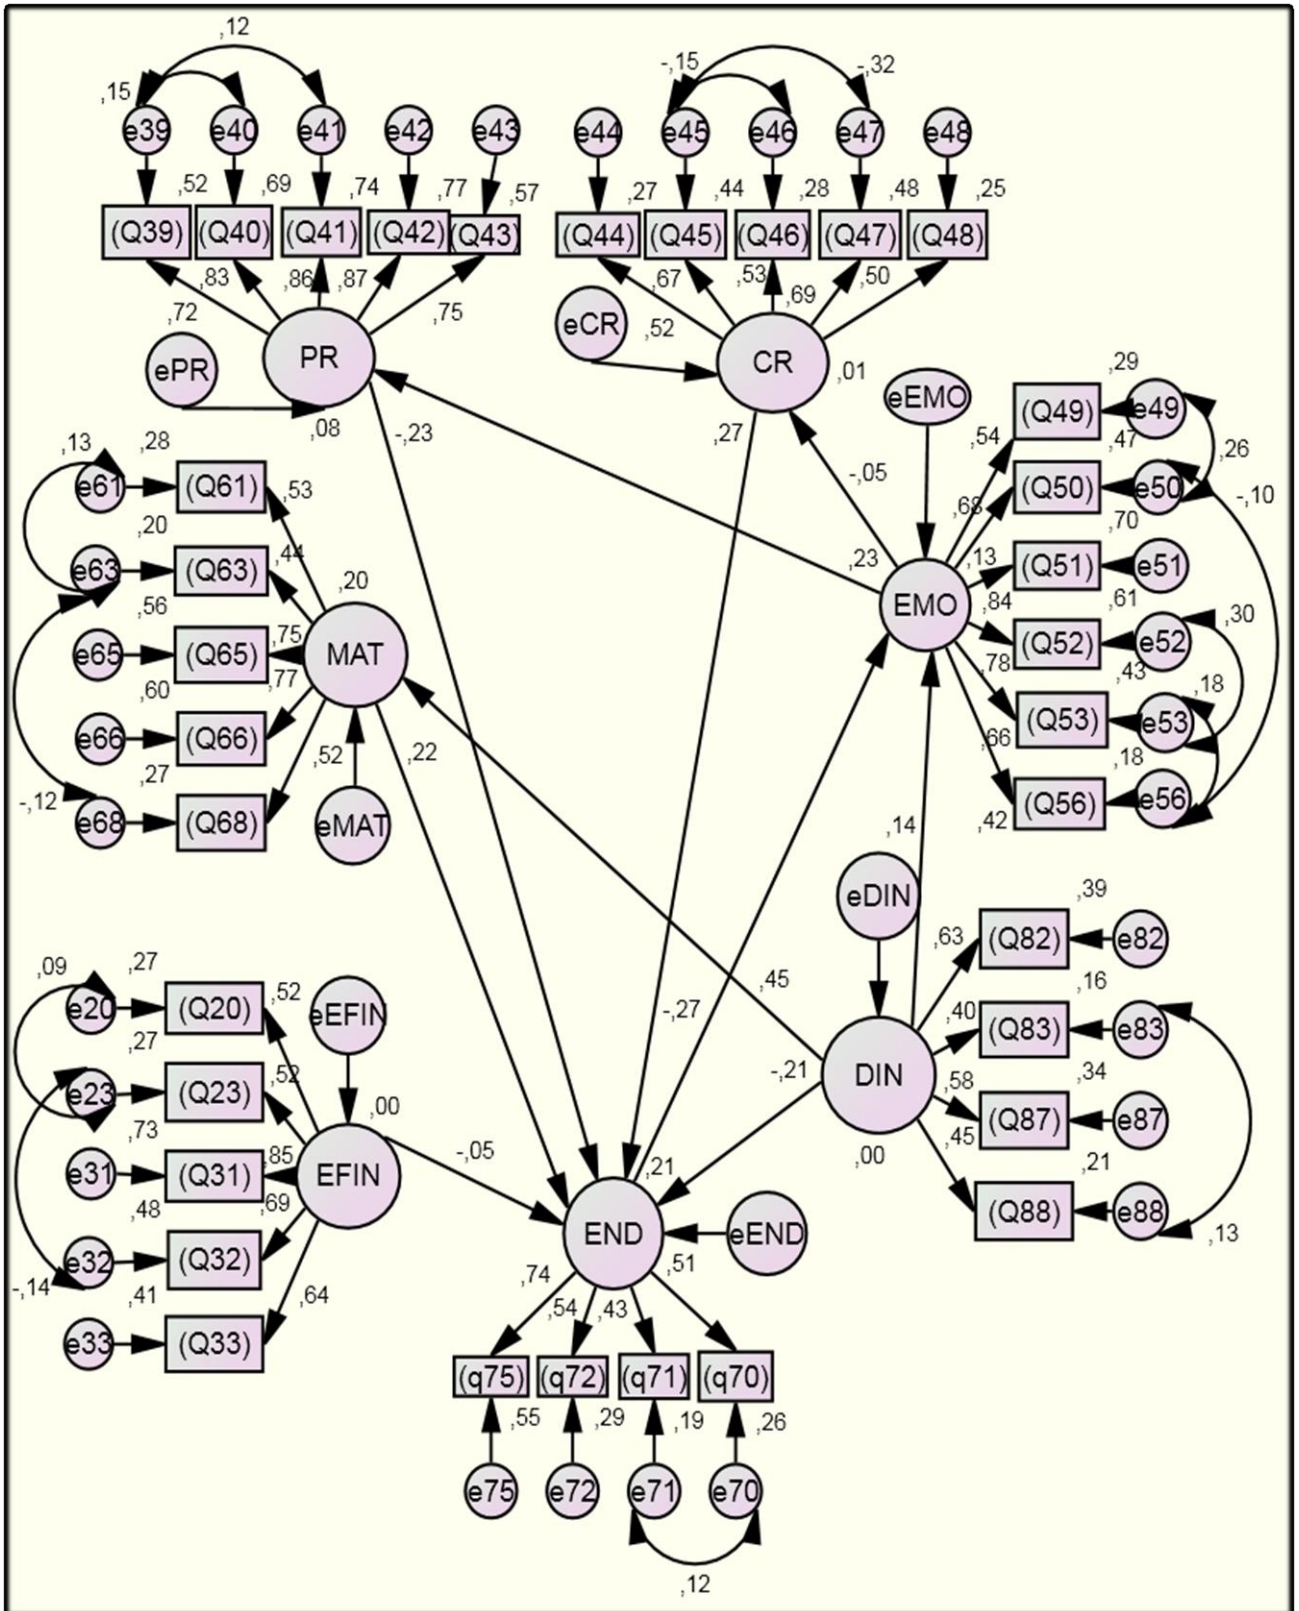 ,12
-,15 -,32
,15
e39 e40 e41 e42 e43 e44 e45 e46 e47 e48
,52 ,69 ,74 ,77 ,57 ,27 ,44 ,28 ,48 ,25
(Q39) (Q40) (Q41) (Q42) (Q43) (Q44) (Q45) (Q46) (Q47) (Q48)
,83 ,86 ,87 ,67 ,53 ,69 ,50
,72 ,75 eCR ,52
PR CR
ePR ,01 ,29
,08 -,23 ,27 eEMO (Q49) e49
,13 ,28 ,54 ,47 ,26
e61 (Q61) ,53 -,05 ,68 (Q50) e50 -,10
,20 ,70
e63 (Q63) ,44 ,23 ,13 (Q51) e51
,20 EMO ,84 ,61 ,30
,56
e65 (Q65) ,75 MAT (Q52) e52
,60 ,77 ,78 ,43 ,18
e66 (Q66) ,66 (Q53) e53
,27 ,52 ,22 ,18
-,12 (Q56) e56
e68 (Q68) eMAT ,14 ,42
eDIN ,39
,63 (Q82) e82
,09 ,27 ,45 ,16
e20 (Q20) ,52 eEFIN -,27 ,40 (Q83) e83
,27
e23 (Q23) ,52 -,21 DIN ,58 ,34
,73 ,00 (Q87) e87
e31 (Q31) ,85 EFIN -,05 ,21 ,00 ,45 ,21
,48 ,69 (Q88) e88
e32 (Q32) END eEND ,13
-,14 ,41 ,64 ,74 ,54 ,43 ,51
e33 (Q33)
(q75) (q72) (q71) (q70)
,55 ,29 ,19 ,26
e75 e72 e71 e70
,12